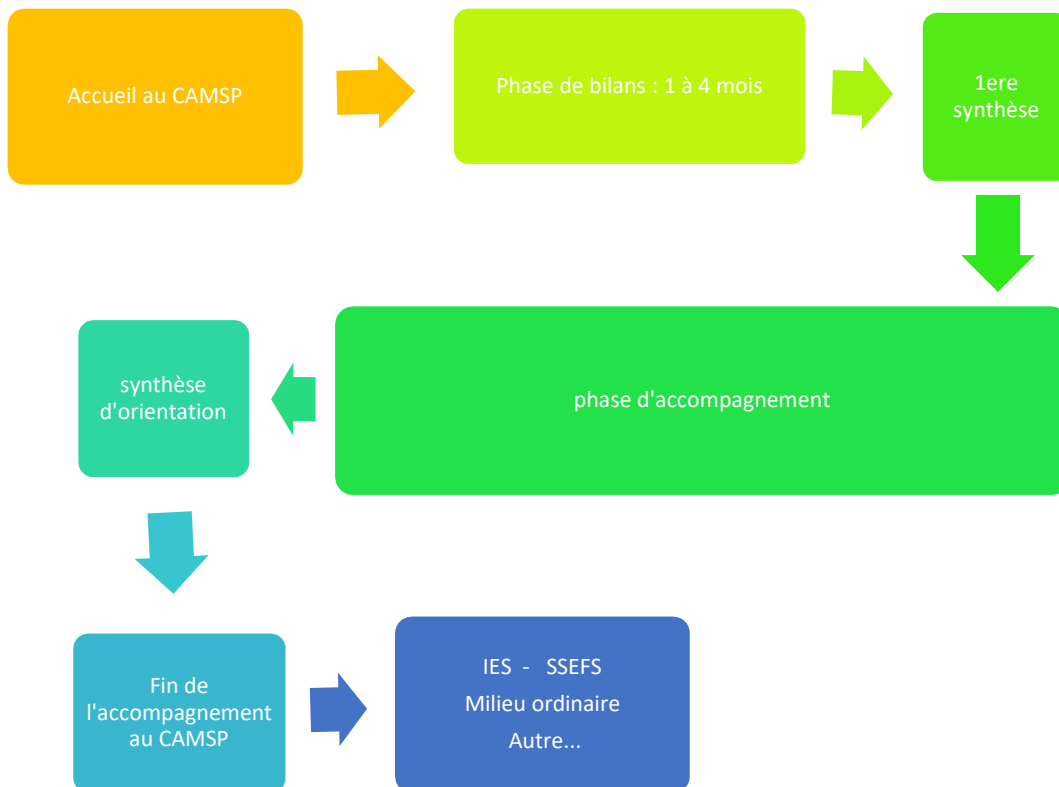 Accueil au CAMSP
Phase de bilans : 1 à 4 mois
1ere
synthèse
phase d'accompagnement
synthèse
d'orientation
Fin de
l'accompagnement
au CAMSP
IES - SSEFS
Milieu ordinaire
Autre...